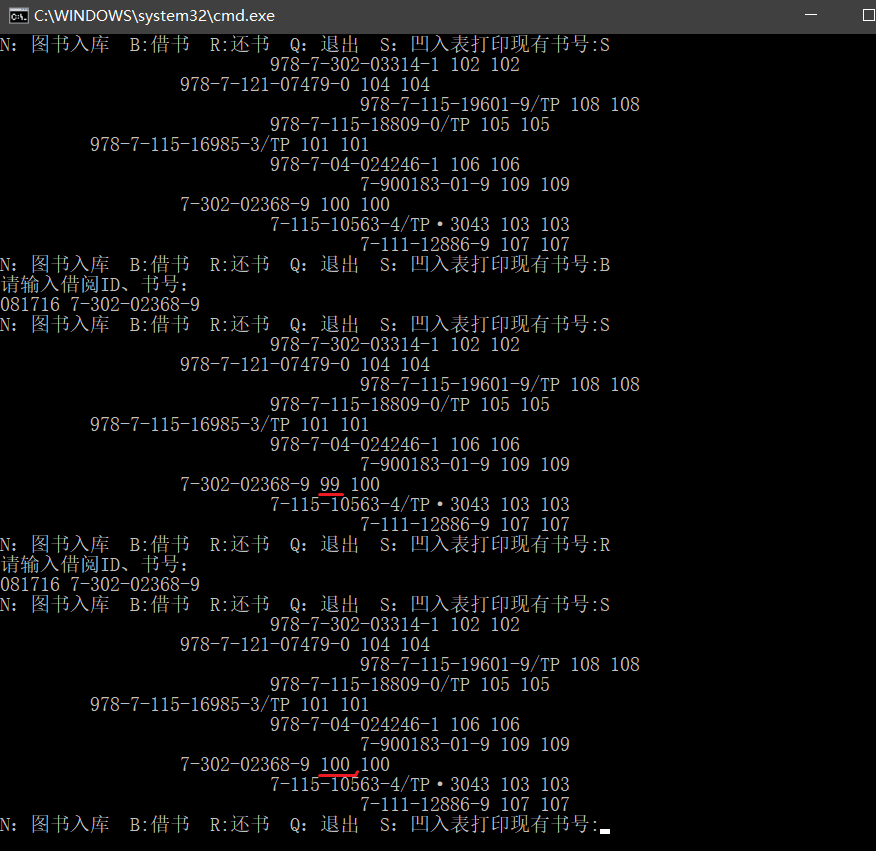 C:\WINDOWS\system32\cmd.exe
N: 图书入库  B:借书  R:还书  Q: 退出  S: 凹入表打印现有书号:S
978-7-302-03314-1 102 102
978-7-121-07479-0 104 104
978-7-115-19601-9/TP 108 108
978-7-115-18809-0/TP 105 105
978-7-115-16985-3/TP 101 101
978-7-04-024246-1 106 106
7-900183-01-9 109 109
7-302-02368-9 100 100
7-115-10563-4/TP·3043 103 103
7-111-12886-9 107 107
N: 图书入库  B:借书  R:还书  Q: 退出  S: 凹入表打印现有书号:B
请输入借阅ID、书号:
081716 7-302-02368-9
N: 图书入库  B:借书  R:还书  Q: 退出  S: 凹入表打印现有书号:S
978-7-302-03314-1 102 102
978-7-121-07479-0 104 104
978-7-115-19601-9/TP 108 108
978-7-115-18809-0/TP 105 105
978-7-115-16985-3/TP 101 101
978-7-04-024246-1 106 106
7-900183-01-9 109 109
7-302-02368-9 99 100
7-115-10563-4/TP·3043 103 103
7-111-12886-9 107 107
N: 图书入库  B:借书  R:还书  Q: 退出  S: 凹入表打印现有书号:R
请输入借阅ID、书号:
081716 7-302-02368-9
N: 图书入库  B:借书  R:还书  Q: 退出  S: 凹入表打印现有书号:S
978-7-302-03314-1 102 102
978-7-121-07479-0 104 104
978-7-115-19601-9/TP 108 108
978-7-115-18809-0/TP 105 105
978-7-115-16985-3/TP 101 101
978-7-04-024246-1 106 106
7-900183-01-9 109 109
7-302-02368-9 100 100
7-115-10563-4/TP·3043 103 103
7-111-12886-9 107 107
N: 图书入库  B:借书  R:还书  Q: 退出  S: 凹入表打印现有书号: